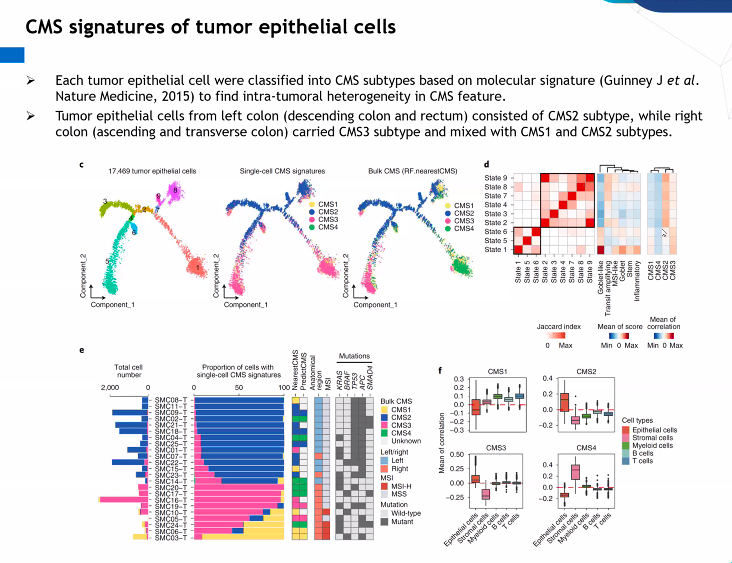 CMS signatures of tumor epithelial cells
Each tumor epithelial cell were classified into CMS subtypes based on molecular signature (Guinney J et al.
Nature Medicine, 2015) to find intra-tumoral heterogeneity in CMS feature.
Tumor epithelial cells from left colon (descending colon and rectum) consisted of CMS2 subtype, while right
colon (ascending and transverse colon) carried CMS3 subtype and mixed with CMS1 and CMS2 subtypes.
c
17,469 tumor epithelial cells
Single-cell CMS signatures
Bulk CMS (RF.nearestCMS)
3
2
9
8
6
5
1
CMS1
CMS2
CMS3
CMS4
CMS1
CMS2
CMS3
CMS4
Component_2
Component_1
Component_2
Component_1
Component_2
Component_1
d
State 9
State 8
State 7
State 4
State 3
State 2
State 6
State 5
State 1
State 1
State 5
State 6
State 2
State 3
State 4
State 7
State 8
State 9
Goblet-like
Transit amplifying
MSI-like
Goblet
Stem
Inflammatory
CMS1
CMS4
CMS2
CMS3
Jaccard index
0 Max
Mean of score
Min 0 Max
Mean of
correlation
Min 0 Max
e
Total cell
number
2,000 0
Proportion of cells with
single-cell CMS signatures
0 50 100
NearestCMS
PredictCMS
Anatomical
region
MSI
Mutations
KRAS
BRAF
TP53
APC
SMAD4
SMC08-T
SMC11-T
SMC09-T
SMC02-T
SMC21-T
SMC18-T
SMC04-T
SMC25-T
SMC01-T
SMC07-T
SMC22-T
SMC15-T
SMC23-T
SMC14-T
SMC20-T
SMC17-T
SMC16-T
SMC19-T
SMC10-T
SMC05-T
SMC24-T
SMC06-T
SMC03-T
Bulk CMS
CMS1
CMS2
CMS3
CMS4
Unknown
Left/right
Left
Right
MSI
MSI-H
MSS
Mutation
Wild-type
Mutant
f
Mean of correlation
CMS1
0.3
0.2
0.1
0
−0.1
−0.2
−0.3
CMS2
0.4
0.2
0.0
−0.2
CMS3
0.50
0.25
0.00
−0.25
CMS4
0.4
0.2
0.0
−0.2
Epithelial cells
Stromal cells
Myeloid cells
B cells
T cells
Epithelial cells
Stromal cells
Myeloid cells
B cells
T cells
Cell types
Epithelial cells
Stromal cells
Myeloid cells
B cells
T cells